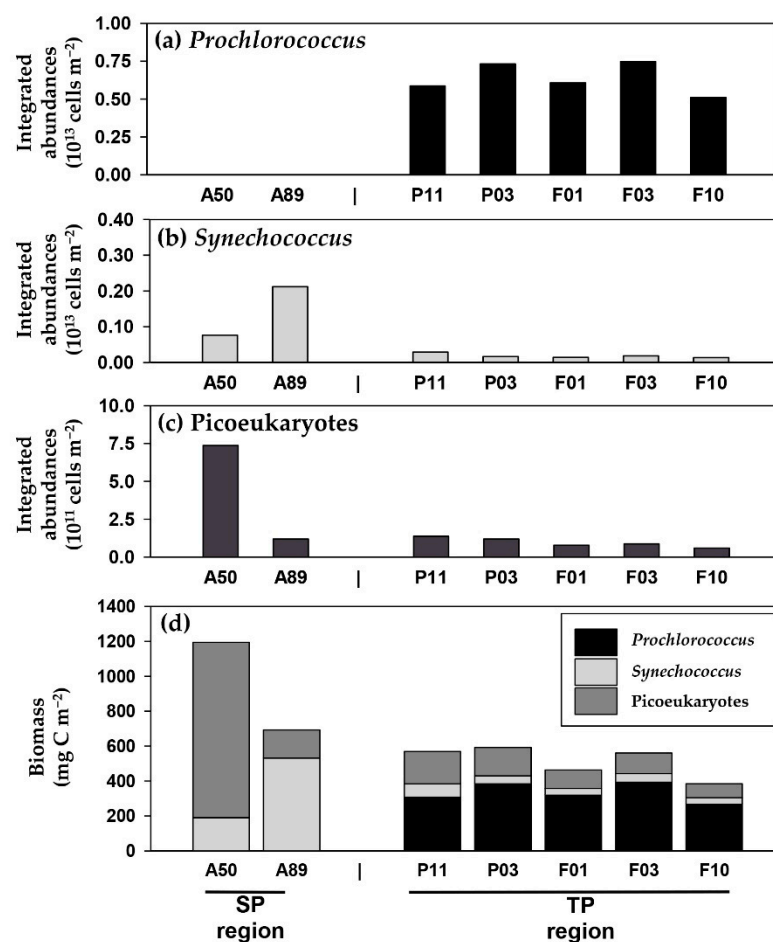 (a) Prochlorococcus
Integrated
abundances
(10¹³ cells m⁻²)
1.00
0.75
0.50
0.25
0.00
A50 A89 | P11 P03 F01 F03 F10
(b) Synechococcus
Integrated
abundances
(10¹³ cells m⁻²)
0.40
0.30
0.20
0.10
0.00
A50 A89 | P11 P03 F01 F03 F10
(c) Picoeukaryotes
Integrated
abundances
(10¹¹ cells m⁻²)
10.0
7.5
5.0
2.5
0.0
A50 A89 | P11 P03 F01 F03 F10
(d)
Biomass
(mg C m⁻²)
1400
1200
1000
800
600
400
200
0
Prochlorococcus
Synechococcus
Picoeukaryotes
A50 A89 | P11 P03 F01 F03 F10
SP
region
TP
region